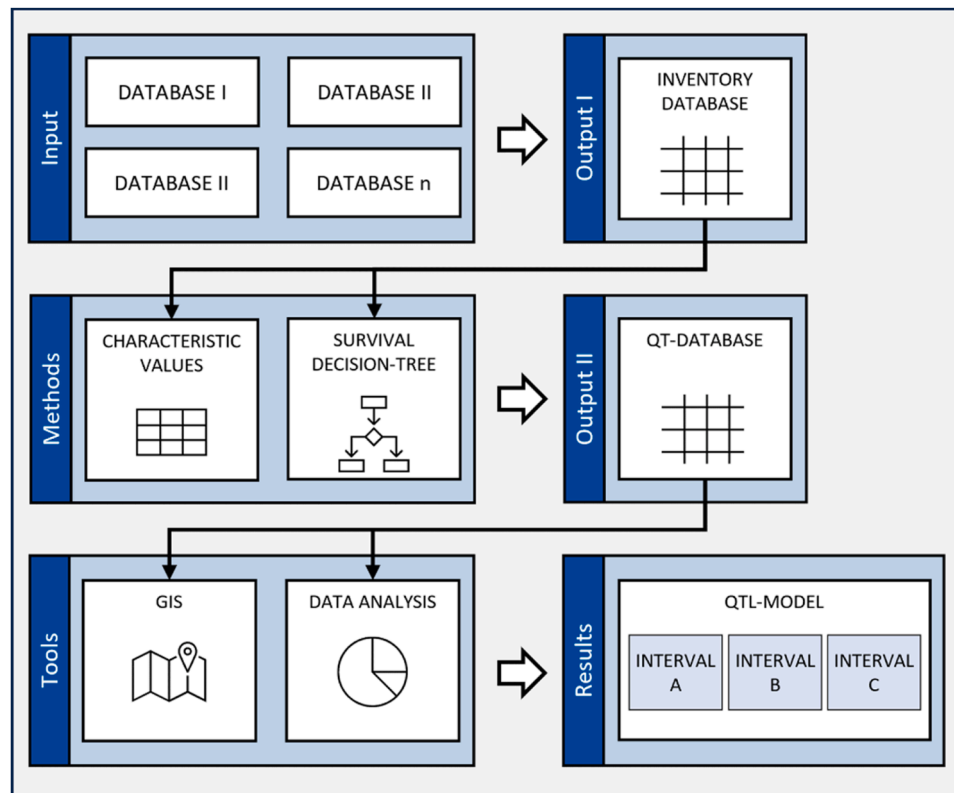 Input
DATABASE I
DATABASE II
DATABASE II
DATABASE n
Output I
INVENTORY
DATABASE
Methods
CHARACTERISTIC
VALUES
SURVIVAL
DECISION-TREE
Output II
QT-DATABASE
Tools
GIS
DATA ANALYSIS
Results
QTL-MODEL
INTERVAL
A
INTERVAL
B
INTERVAL
C